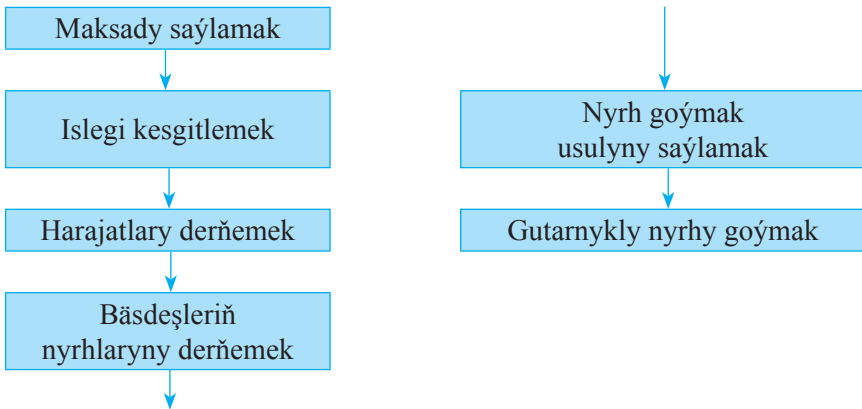 Maksady saýlamak
Islegi kesgitlemek
Harajatlary derňemek
Bäsdeşleriň
nyrhlaryny derňemek
Nyrh goýmak
usulyny saýlamak
Gutarnykly nyrhy goýmak